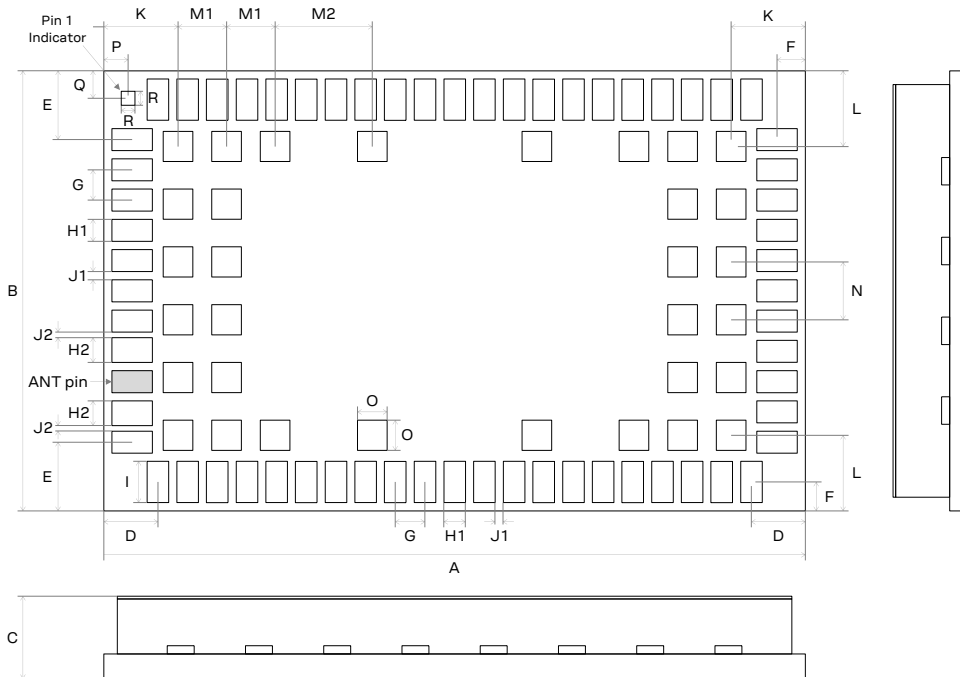 K M1 M1 M2 K
Pin 1
Indicator
P F
Q
E R L
R
G
H1
J1
B N
J2
H2
ANT pin
O
H2 O
J2
E I L
F
D G H1 J1 D
A
C